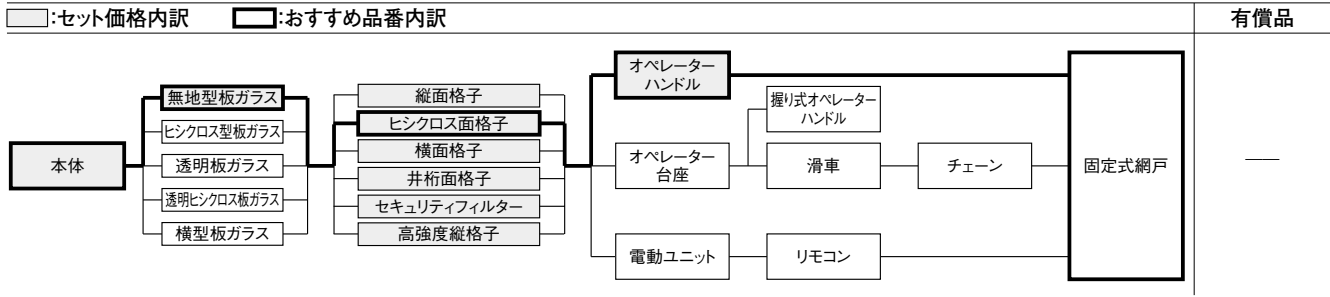 :セット価格内訳 :おすすめ品番内訳 有償品
本体
無地型板ガラス
ヒシクロス型板ガラス
透明板ガラス
透明ヒシクロス板ガラス
横型板ガラス
縦面格子
ヒシクロス面格子
横面格子
井桁面格子
セキュリティフィルター
高強度縦格子
オペレーター
ハンドル
オペレーター
台座
電動ユニット
握り式オペレーター
ハンドル
滑車
リモコン
チェーン
固定式網戸
――